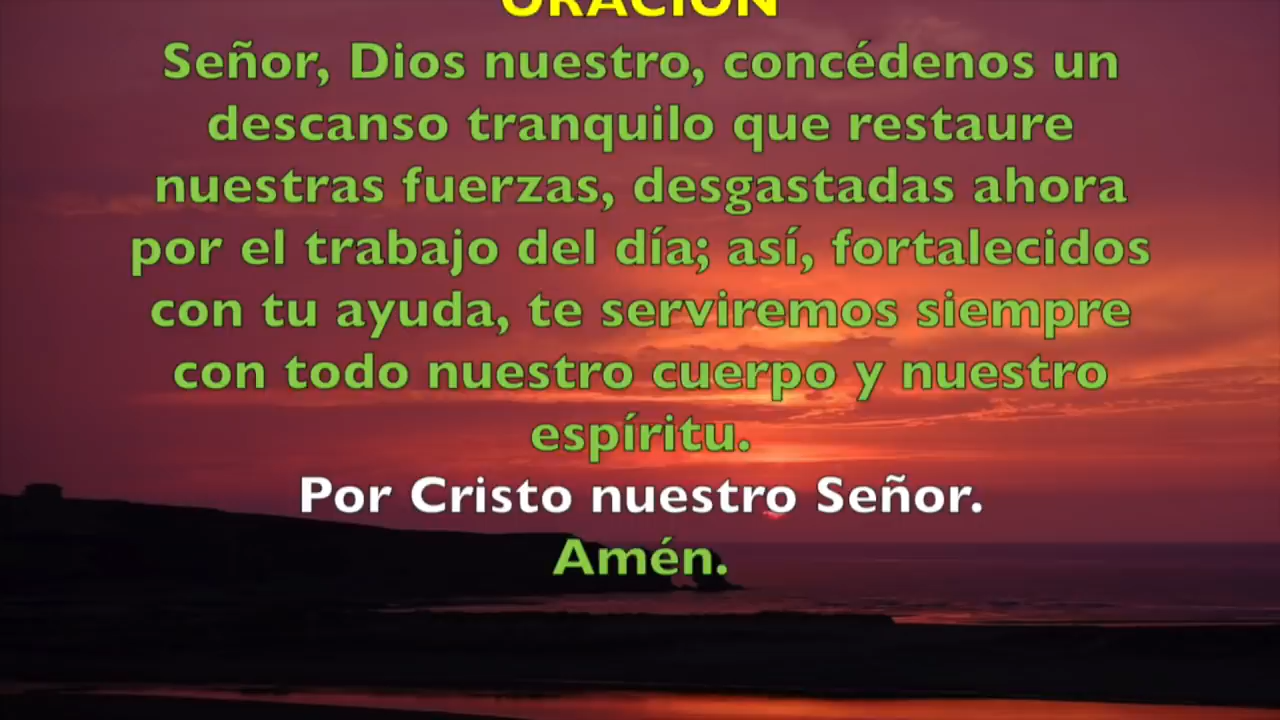 ORACIÓN
Señor, Dios nuestro, concédenos un
descanso tranquilo que restaure
nuestras fuerzas, desgastadas ahora
por el trabajo del día; así, fortalecidos
con tu ayuda, te serviremos siempre
con todo nuestro cuerpo y nuestro
espíritu.
Por Cristo nuestro Señor.
Amén.